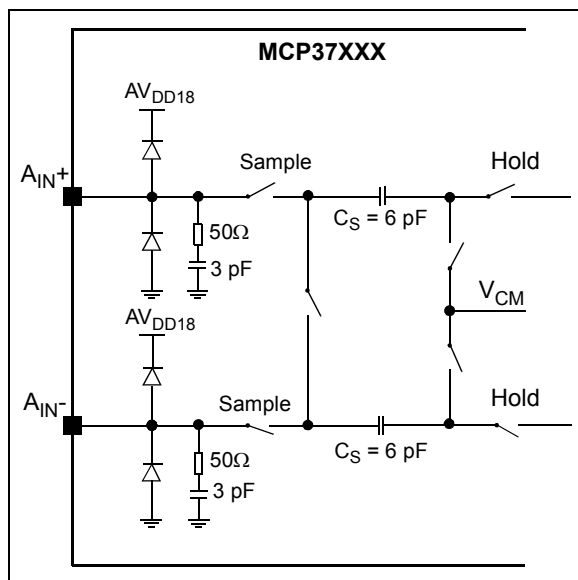 MCP37XXX
AVDD18
AIN+
Sample
Hold
CS = 6 pF
50Ω
3 pF
VCM
AVDD18
AIN-
Sample
Hold
CS = 6 pF
50Ω
3 pF